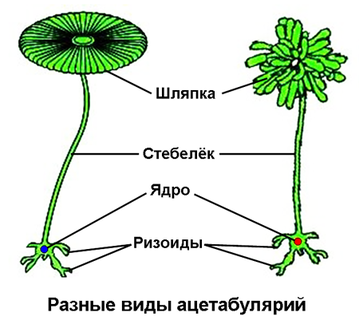 Шляпка
Стебелёк
Ядро
Ризоиды
Разные виды ацетабулярий